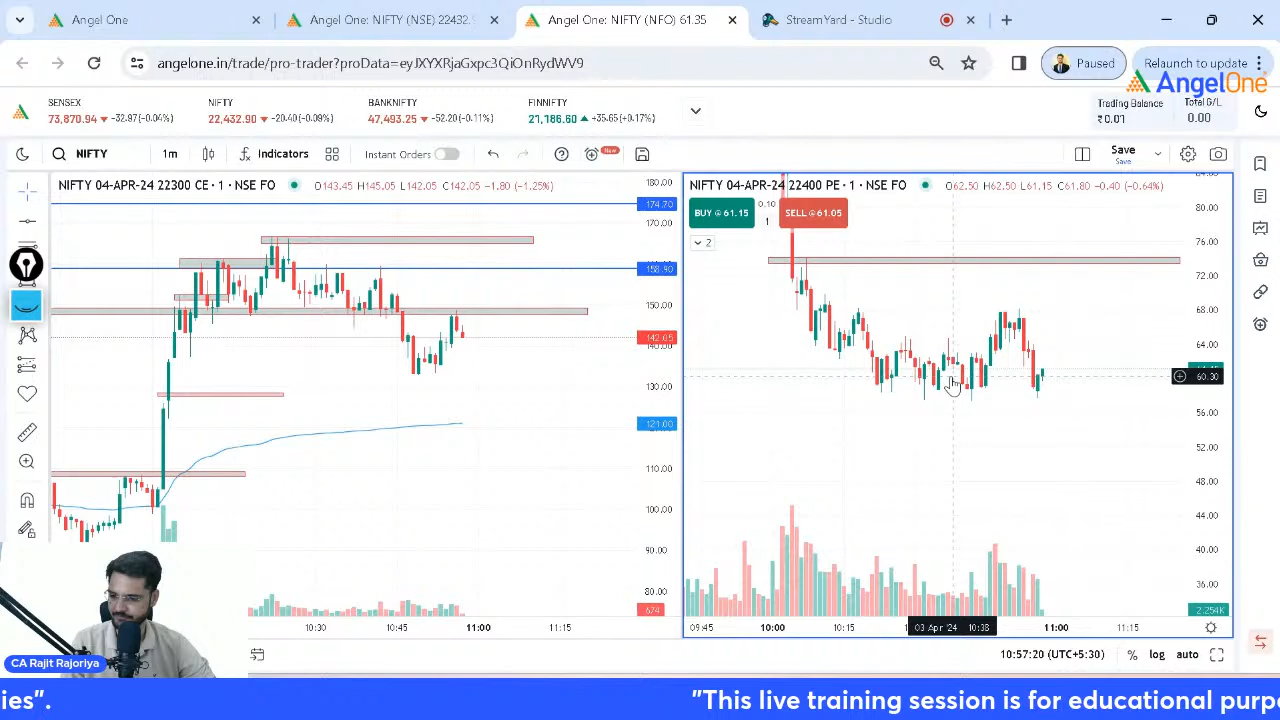 Angel One
Angel One: NIFTY (NSE) 22432.
Angel One: NIFTY (NFO) 61.35
StreamYard - Studio
angelone.in/trade/pro-trader?proData=eyJXYXRjaGxpc3QiOnRydWV9
Paused
Relaunch to update
AngelOne
SENSEX
73,870.94 -32.97(-0.04%)
NIFTY
22,432.90 -20.40(-0.09%)
BANKNIFTY
47,493.25 -52.20(-0.11%)
FINNIFTY
21,186.60 +35.65(+0.17%)
Trading Balance
₹0.01
Total G/L
0.00
NIFTY
1m
Indicators
Instant Orders
New
Save
Save
NIFTY 04-APR-24 22300 CE · 1 · NSE FO O143.45 H145.05 L142.05 C142.05 -1.80 (-1.25%)
180.00
174.70
170.00
158.90
150.00
142.05
140.00
130.00
121.00
110.00
100.00
90.00
80.00
674
10:30
10:45
11:00
11:15
NIFTY 04-APR-24 22400 PE · 1 · NSE FO O62.50 H62.50 L61.15 C61.80 -0.40 (-0.64%)
BUY @ 61.15
0.10
1
SELL @ 61.05
2
80.00
76.00
72.00
68.00
64.00
60.30
56.00
52.00
48.00
44.00
40.00
36.00
2.254K
09:45
10:00
10:15
03 Apr '24 10:38
11:00
11:15
10:57:20 (UTC+5:30)
%
log
auto
CA Rajit Rajoriya
ies".
"This live training session is for educational purp